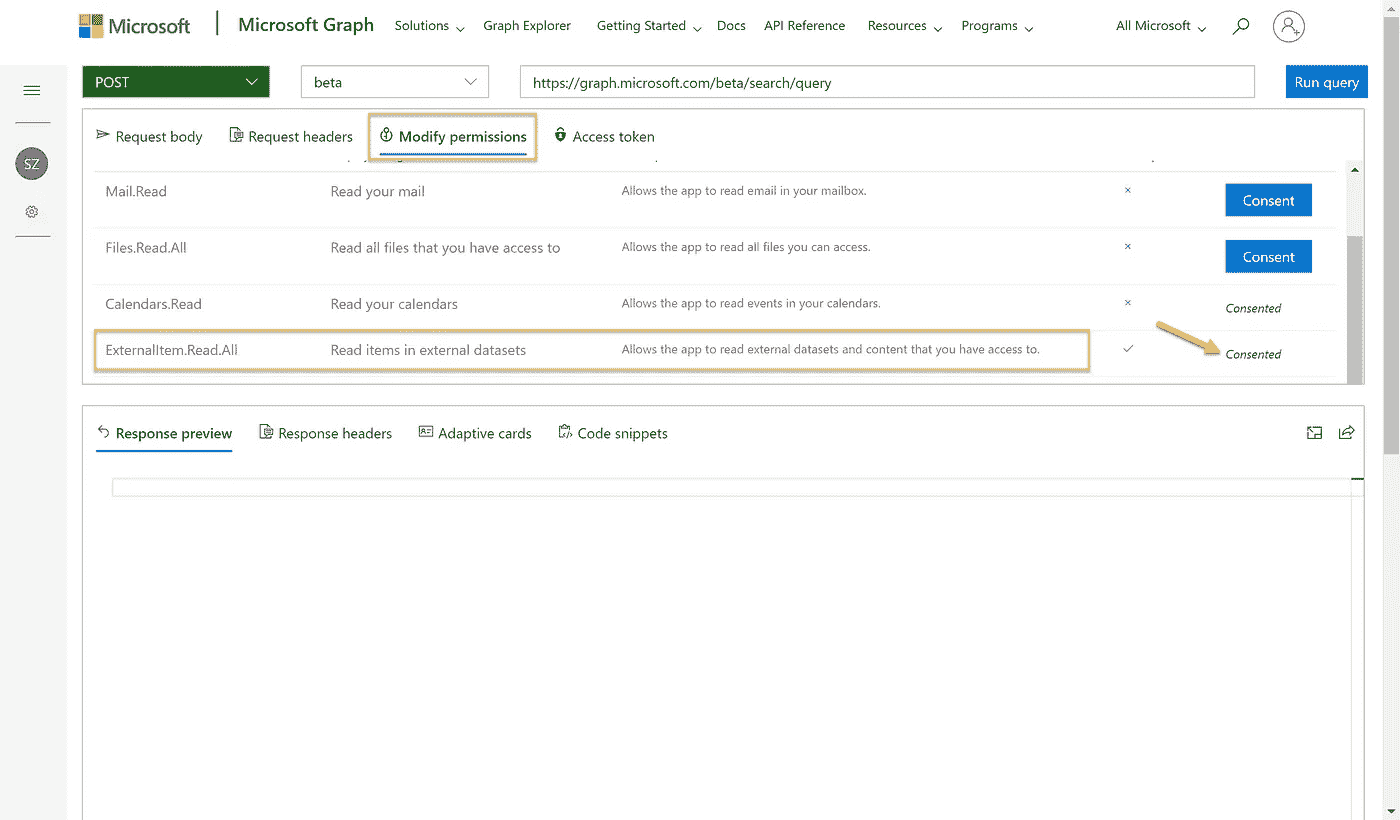 Microsoft Microsoft Graph Solutions Graph Explorer Getting Started Docs API Reference Resources Programs All Microsoft
POST beta https://graph.microsoft.com/beta/search/query Run query
Request body Request headers Modify permissions Access token
SZ
Mail.Read Read your mail Allows the app to read email in your mailbox. Consent
Files.Read.All Read all files that you have access to Allows the app to read all files you can access. Consent
Calendars.Read Read your calendars Allows the app to read events in your calendars. Consented
ExternalItem.Read.All Read items in external datasets Allows the app to read external datasets and content that you have access to. Consented
Response preview Response headers Adaptive cards Code snippets